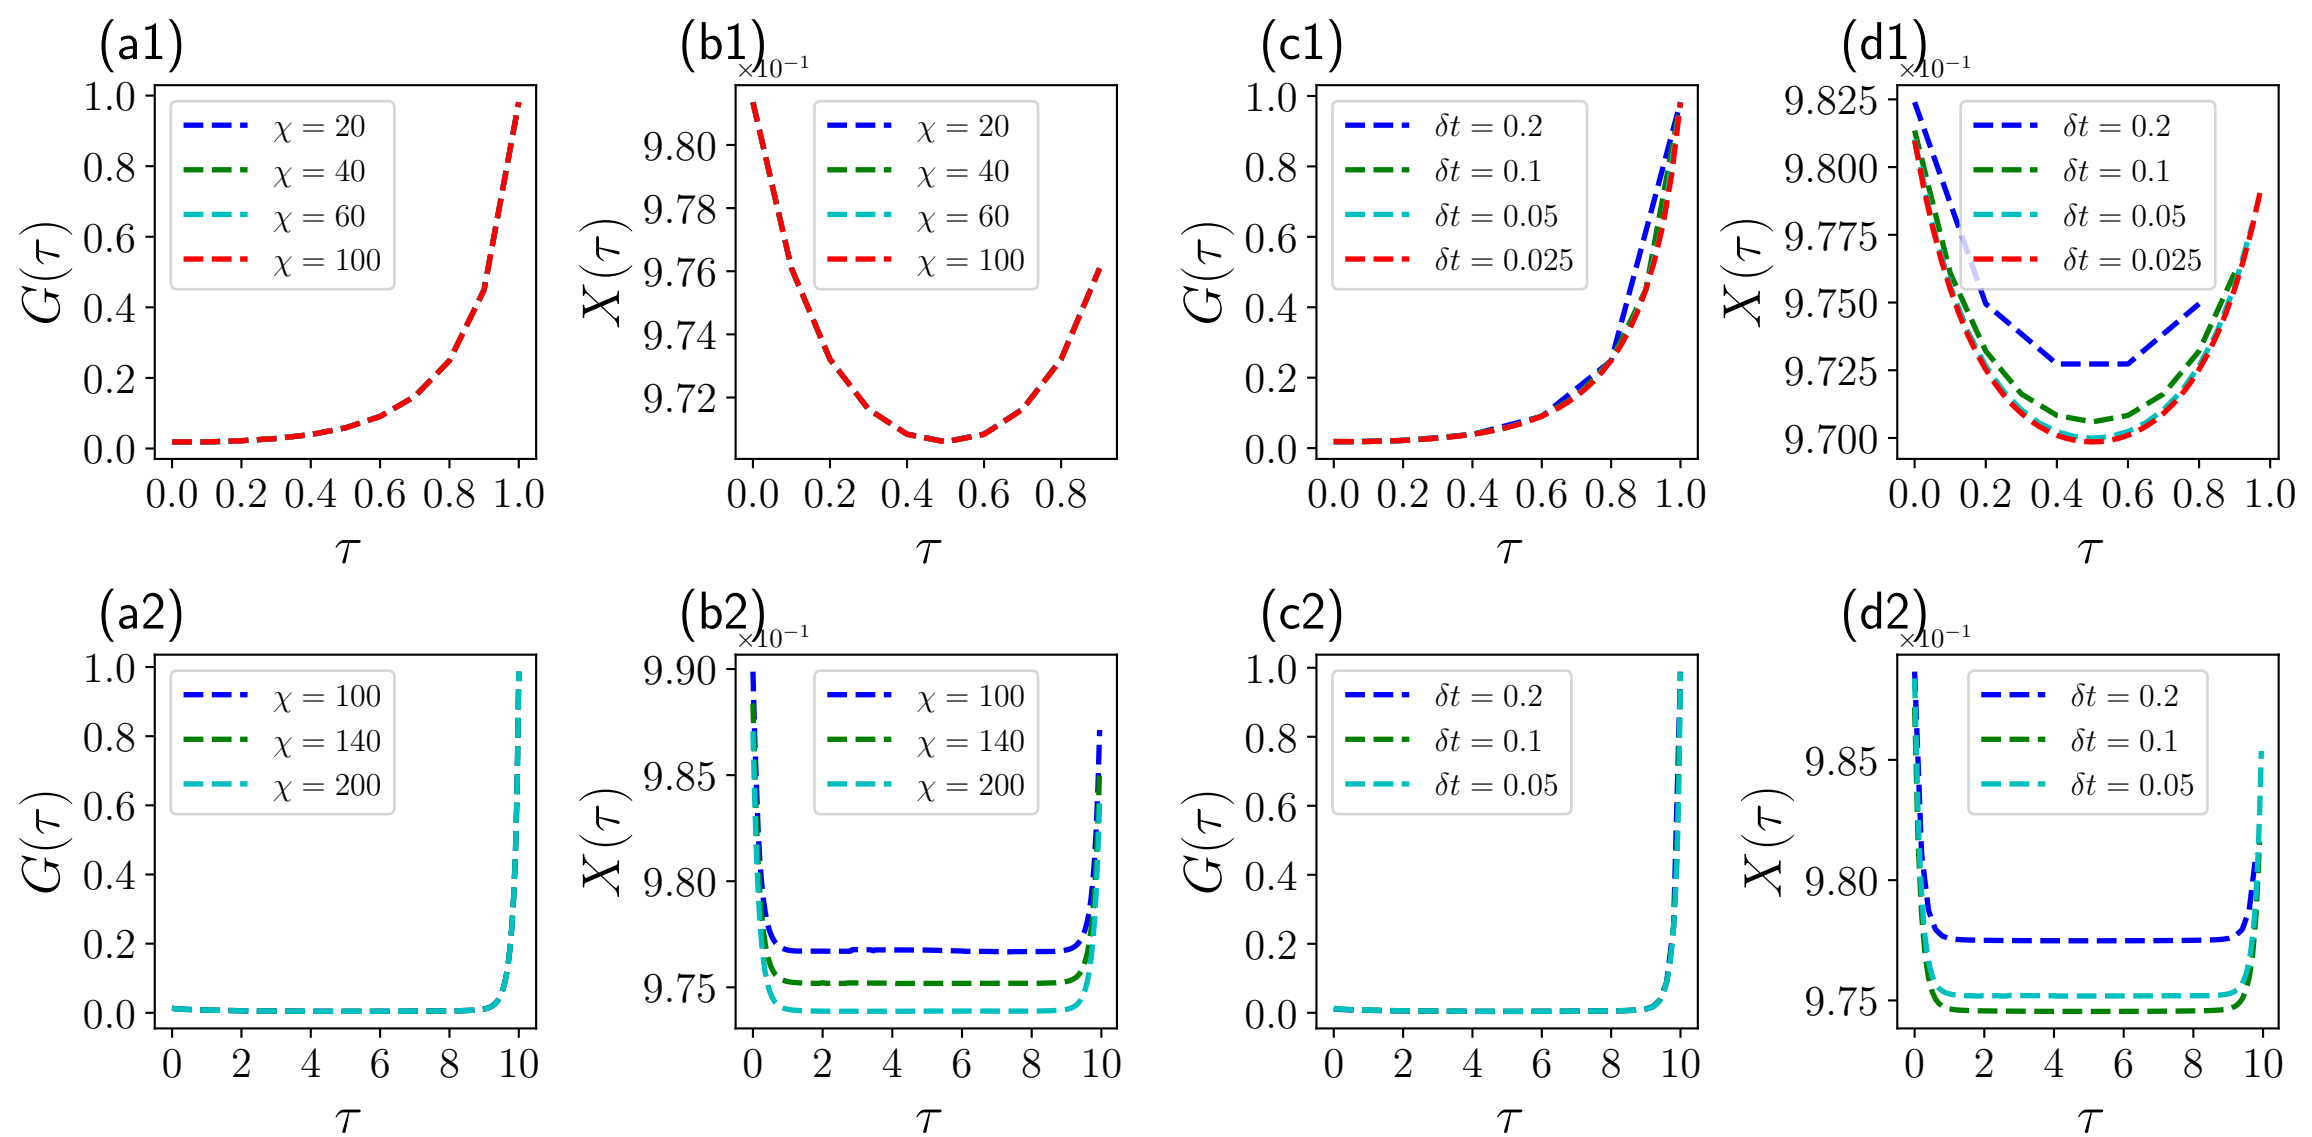 (a1)
G(τ)
1.0
0.8
0.6
0.4
0.2
0.0
χ = 20
χ = 40
χ = 60
χ = 100
0.0 0.2 0.4 0.6 0.8 1.0
τ
(b1)
×10⁻¹
X(τ)
9.80
9.78
9.76
9.74
9.72
χ = 20
χ = 40
χ = 60
χ = 100
0.0 0.2 0.4 0.6 0.8
τ
(c1)
G(τ)
1.0
0.8
0.6
0.4
0.2
0.0
δt = 0.2
δt = 0.1
δt = 0.05
δt = 0.025
0.0 0.2 0.4 0.6 0.8 1.0
τ
(d1)
×10⁻¹
X(τ)
9.825
9.800
9.775
9.750
9.725
9.700
δt = 0.2
δt = 0.1
δt = 0.05
δt = 0.025
0.0 0.2 0.4 0.6 0.8 1.0
τ
(a2)
G(τ)
1.0
0.8
0.6
0.4
0.2
0.0
χ = 100
χ = 140
χ = 200
0 2 4 6 8 10
τ
(b2)
×10⁻¹
X(τ)
9.90
9.85
9.80
9.75
χ = 100
χ = 140
χ = 200
0 2 4 6 8 10
τ
(c2)
G(τ)
1.0
0.8
0.6
0.4
0.2
0.0
δt = 0.2
δt = 0.1
δt = 0.05
0 2 4 6 8 10
τ
(d2)
×10⁻¹
X(τ)
9.85
9.80
9.75
δt = 0.2
δt = 0.1
δt = 0.05
0 2 4 6 8 10
τ